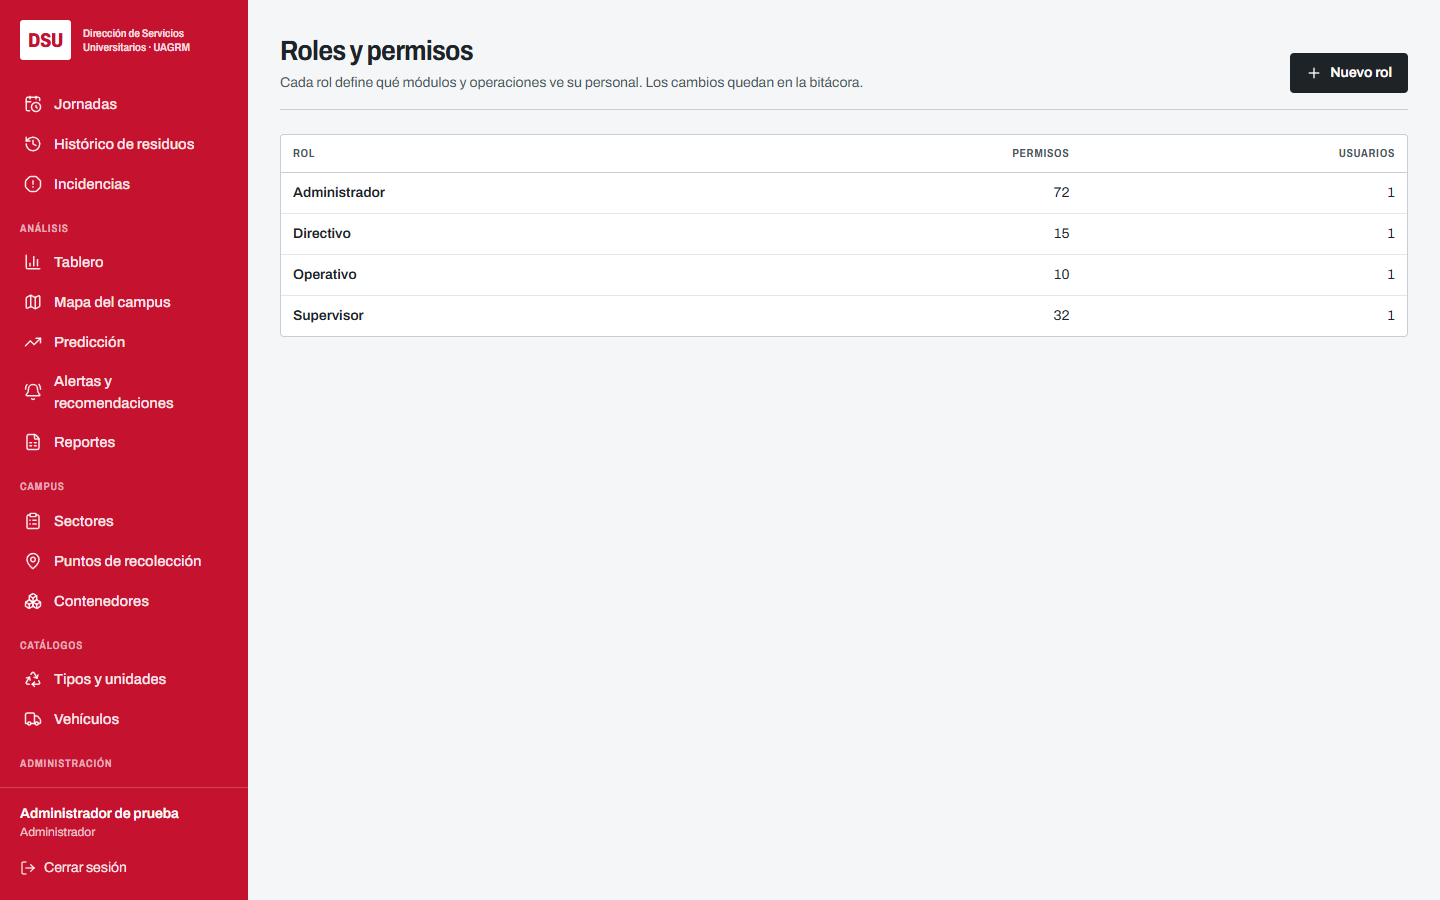 DSU
Dirección de Servicios
Universitarios · UAGRM
Jornadas
Histórico de residuos
Incidencias
ANÁLISIS
Tablero
Mapa del campus
Predicción
Alertas y
recomendaciones
Reportes
CAMPUS
Sectores
Puntos de recolección
Contenedores
CATÁLOGOS
Tipos y unidades
Vehículos
ADMINISTRACIÓN
Administrador de prueba
Administrador
Cerrar sesión
Roles y permisos
Cada rol define qué módulos y operaciones ve su personal. Los cambios quedan en la bitácora.
Nuevo rol
ROL PERMISOS USUARIOS
Administrador 72 1
Directivo 15 1
Operativo 10 1
Supervisor 32 1